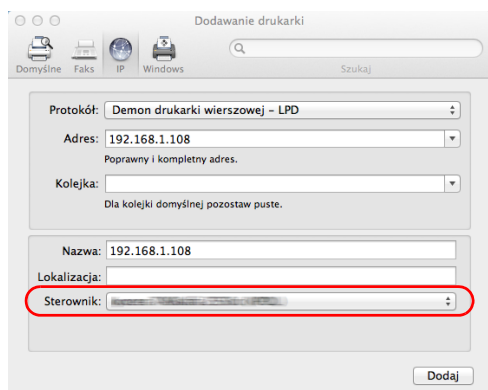 Dodawanie drukarki
Domyślne Faks IP Windows Szukaj
Protokół: Demon drukarki wierszowej – LPD
Adres: 192.168.1.108
Poprawny i kompletny adres.
Kolejka:
Dla kolejki domyślnej pozostaw puste.
Nazwa: 192.168.1.108
Lokalizacja:
Sterownik:
Dodaj